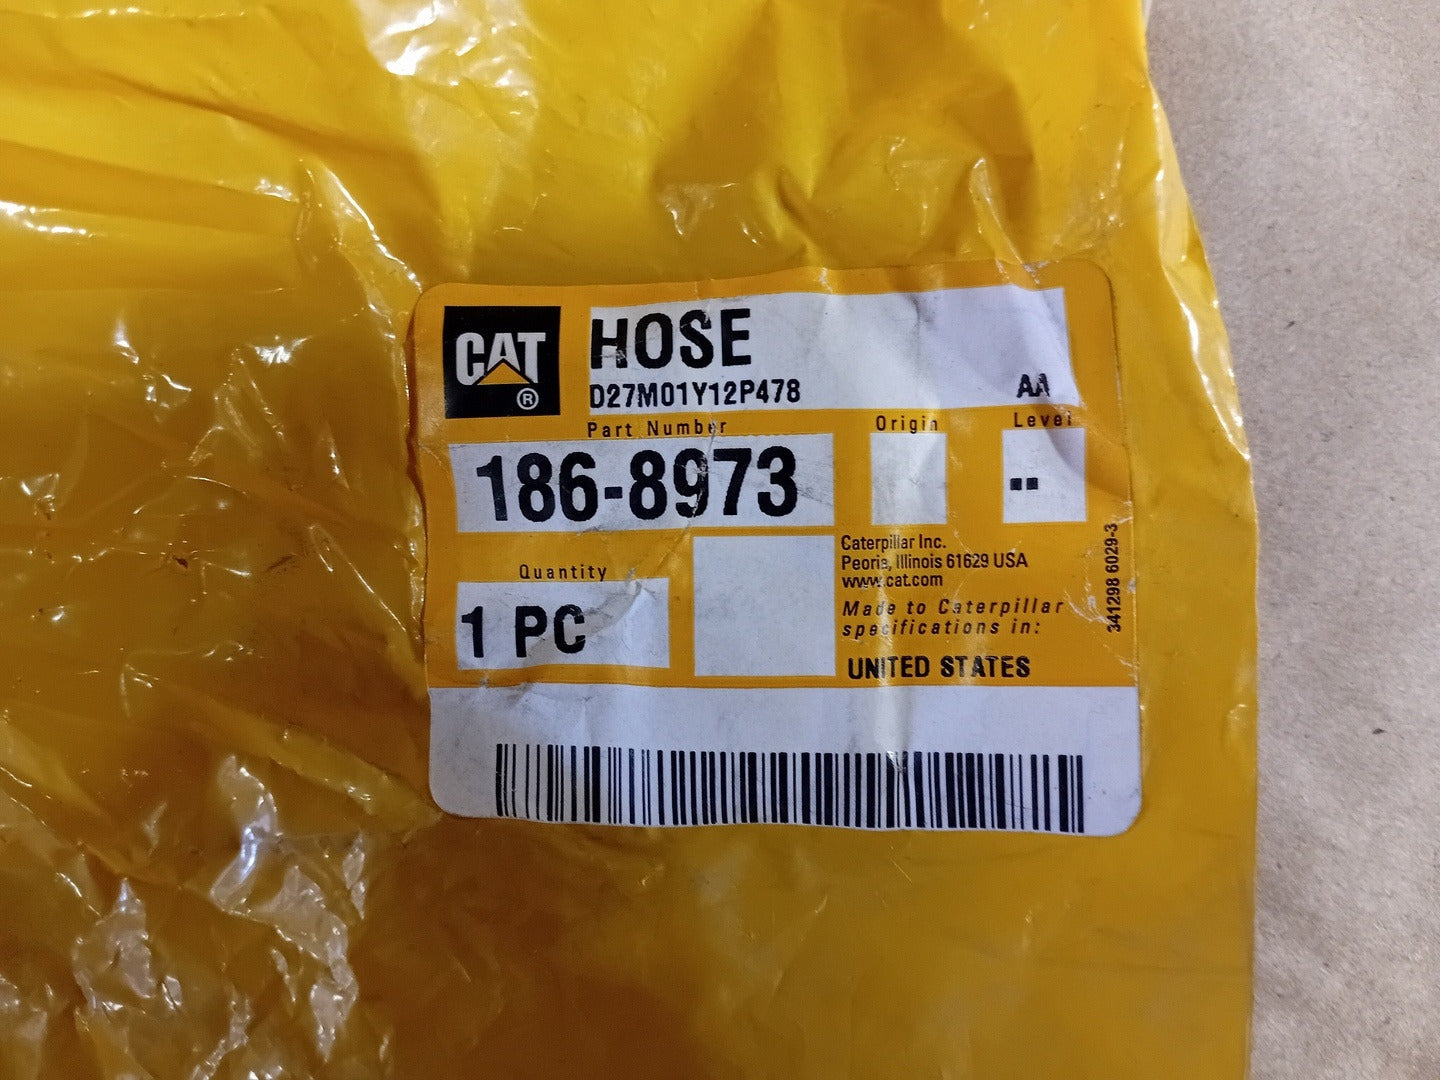 CAT
®
HOSE
D27M01Y12P478
AA
Part Number
Origin
Level
186-8973
--
Quantity
1 PC
Caterpillar Inc.
Peoria, Illinois 61629 USA
www.cat.com
Made to Caterpillar
specifications in:
UNITED STATES
341298 6029-3